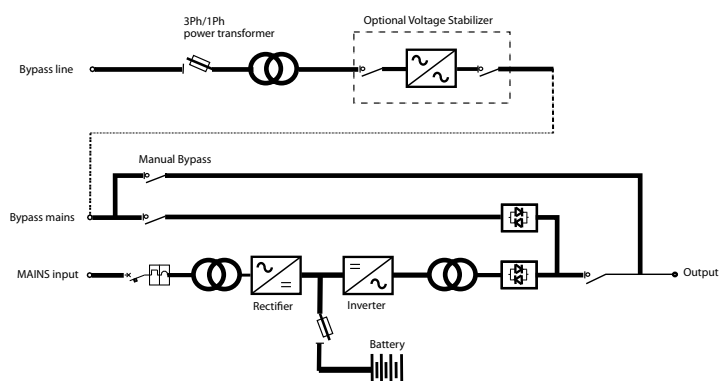 3Ph/1Ph
power transformer
Optional Voltage Stabilizer
Bypass line
Manual Bypass
Bypass mains
MAINS input
Output
Rectifier
Inverter
Battery